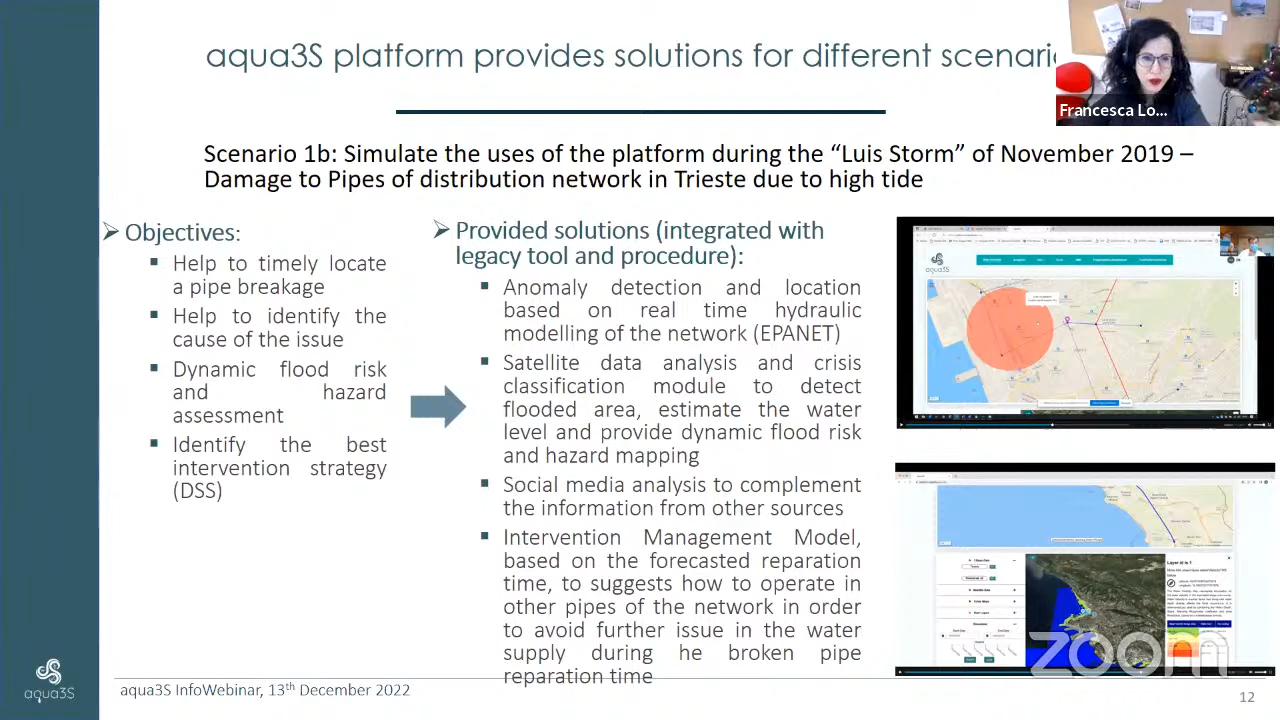 aqua3S platform provides solutions for different scenari
Francesca Lo...
Scenario 1b: Simulate the uses of the platform during the “Luis Storm” of November 2019 –
Damage to Pipes of distribution network in Trieste due to high tide
Objectives:
Help to timely locate
a pipe breakage
Help to identify the
cause of the issue
Dynamic flood risk
and hazard
assessment
Identify the best
intervention strategy
(DSS)
Provided solutions (integrated with
legacy tool and procedure):
Anomaly detection and location
based on real time hydraulic
modelling of the network (EPANET)
Satellite data analysis and crisis
classification module to detect
flooded area, estimate the water
level and provide dynamic flood risk
and hazard mapping
Social media analysis to complement
the information from other sources
Intervention Management Model,
based on the forecasted reparation
time, to suggests how to operate in
other pipes of the network in order
to avoid further issue in the water
supply during he broken pipe
reparation time
aqua3S
Layer id is 1
zoom
aqua3S
aqua3S InfoWebinar, 13th December 2022
12